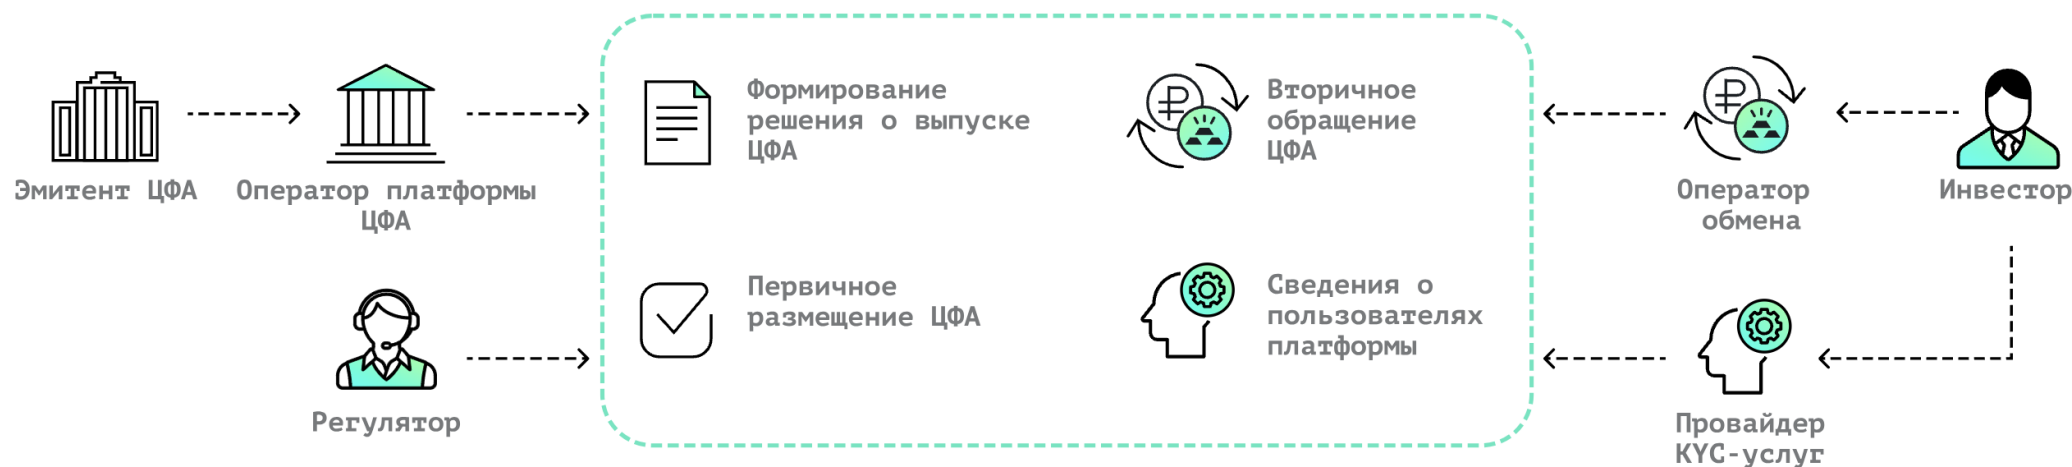 Эмитент ЦФА
Оператор платформы
ЦФА
Регулятор
Формирование
решения о выпуске
ЦФА
Первичное
размещение ЦФА
Вторичное
обращение
ЦФА
Сведения о
пользователях
платформы
Оператор
обмена
Инвестор
Провайдер
KYC-услуг